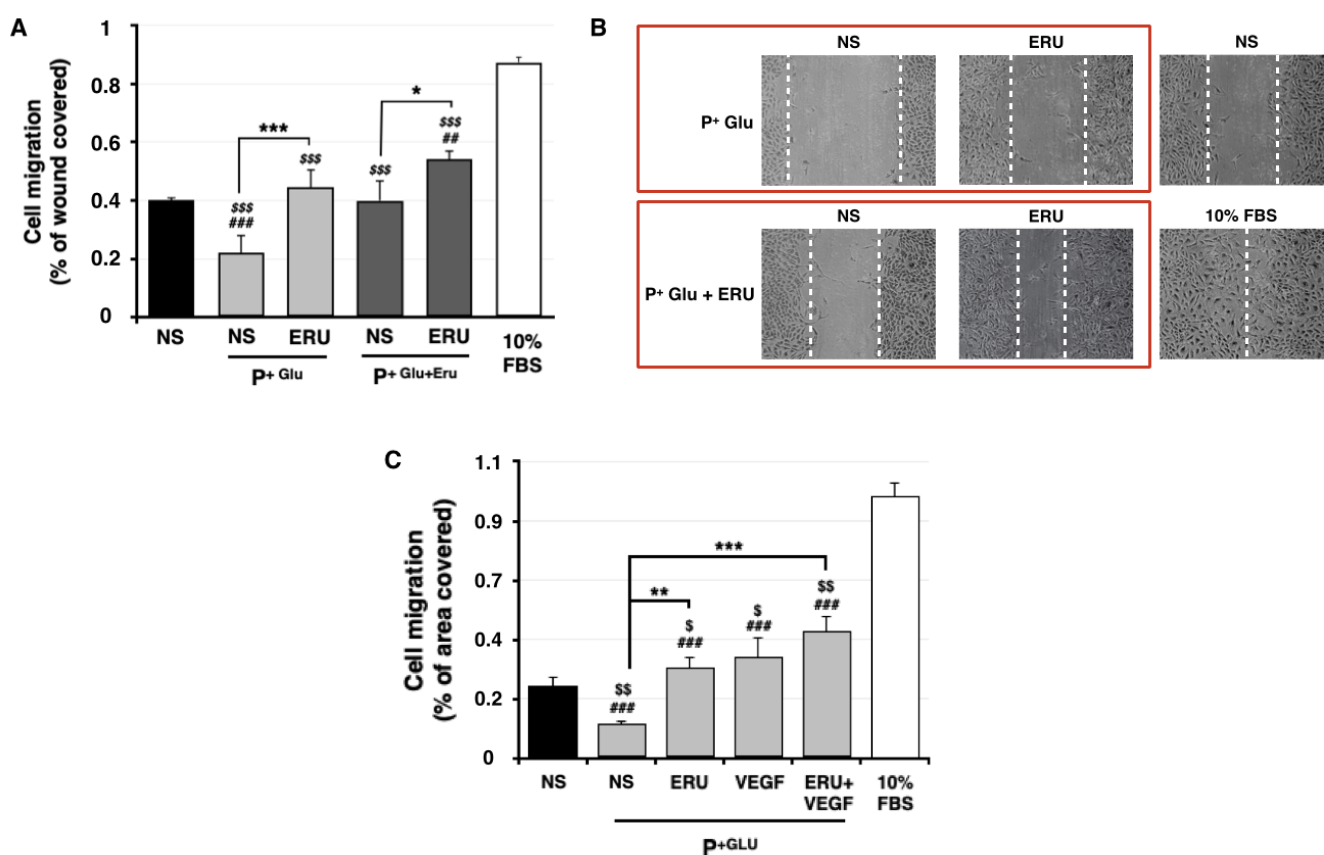 A
Cell migration
(% of wound covered)
1
0.8
0.6
0.4
0.2
0
***
*
$$$
###
$$$
$$$
$$$
##
NS
NS
ERU
NS
ERU
10%
FBS
P+ Glu
P+ Glu+Eru
B
NS
ERU
NS
P+ Glu
NS
ERU
10% FBS
P+ Glu + ERU
C
Cell migration
(% of area covered)
1.1
0.9
0.7
0.4
0.2
0
***
**
$$
###
$
###
$
###
$$
###
NS
NS
ERU
VEGF
ERU+
VEGF
10%
FBS
P+GLU